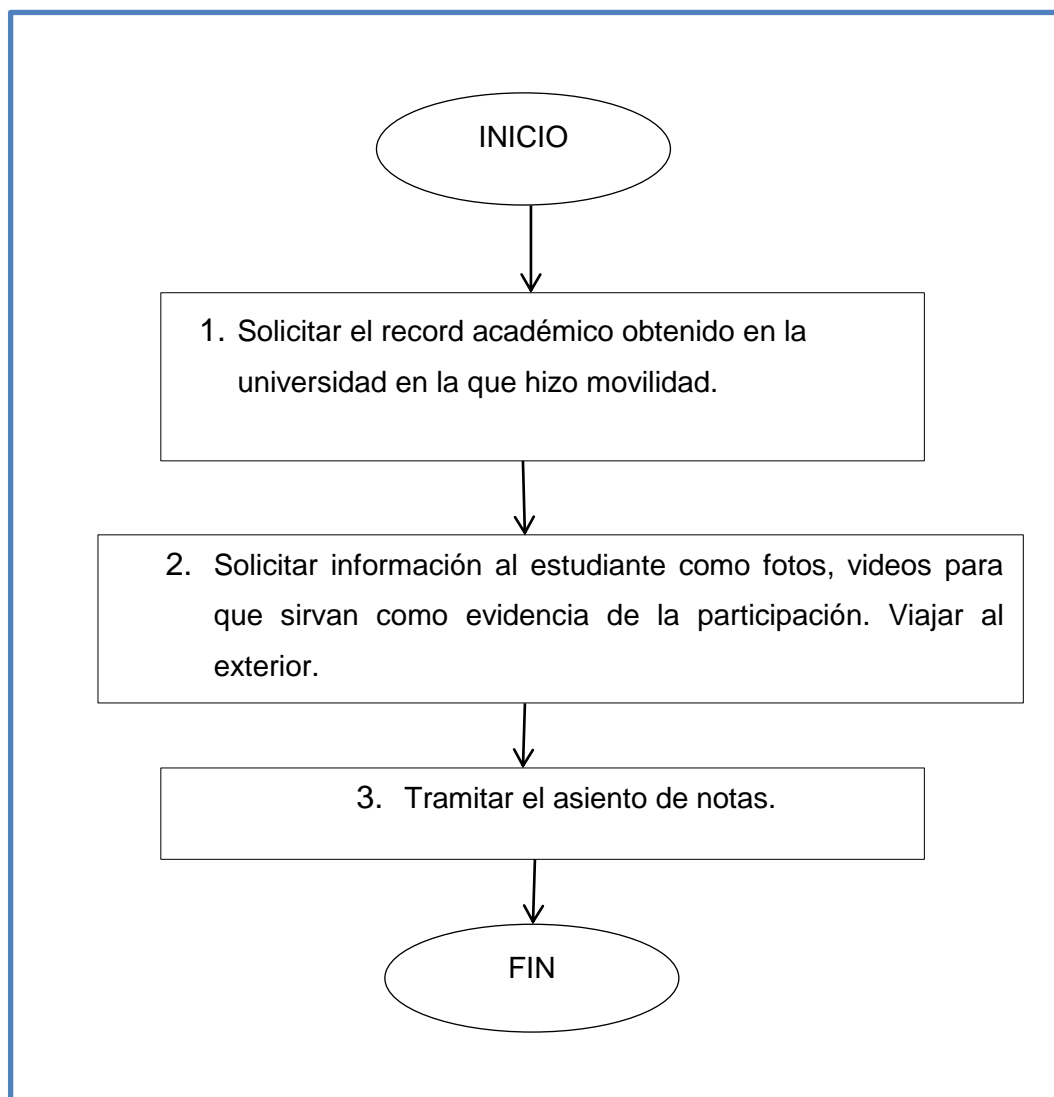 INICIO
1. Solicitar el record académico obtenido en la
universidad en la que hizo movilidad.
2. Solicitar información al estudiante como fotos, videos para
que sirvan como evidencia de la participación. Viajar al
exterior.
3. Tramitar el asiento de notas.
FIN